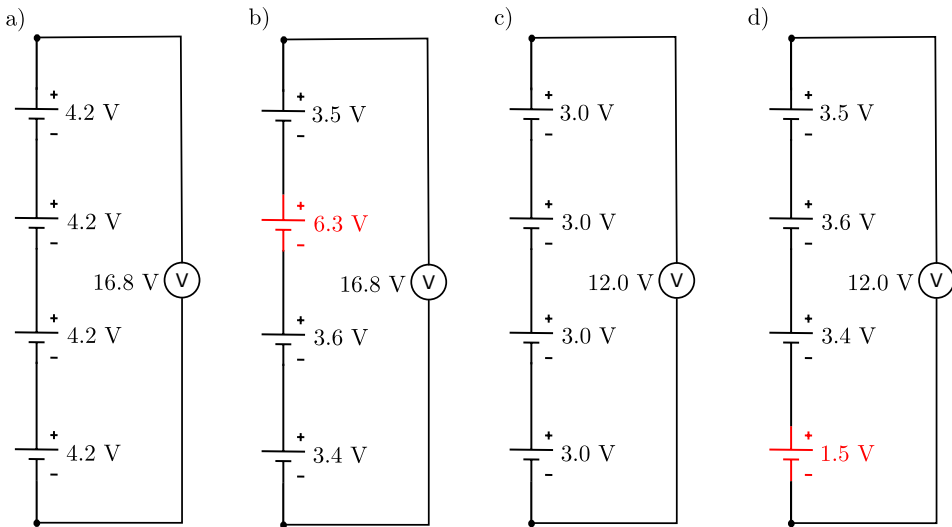 a)
+
4.2 V
-
+
4.2 V
-
16.8 V
V
+
4.2 V
-
+
4.2 V
-
b)
+
3.5 V
-
+
6.3 V
-
16.8 V
V
+
3.6 V
-
+
3.4 V
-
c)
+
3.0 V
-
+
3.0 V
-
12.0 V
V
+
3.0 V
-
+
3.0 V
-
d)
+
3.5 V
-
+
3.6 V
-
12.0 V
V
+
3.4 V
-
+
1.5 V
-